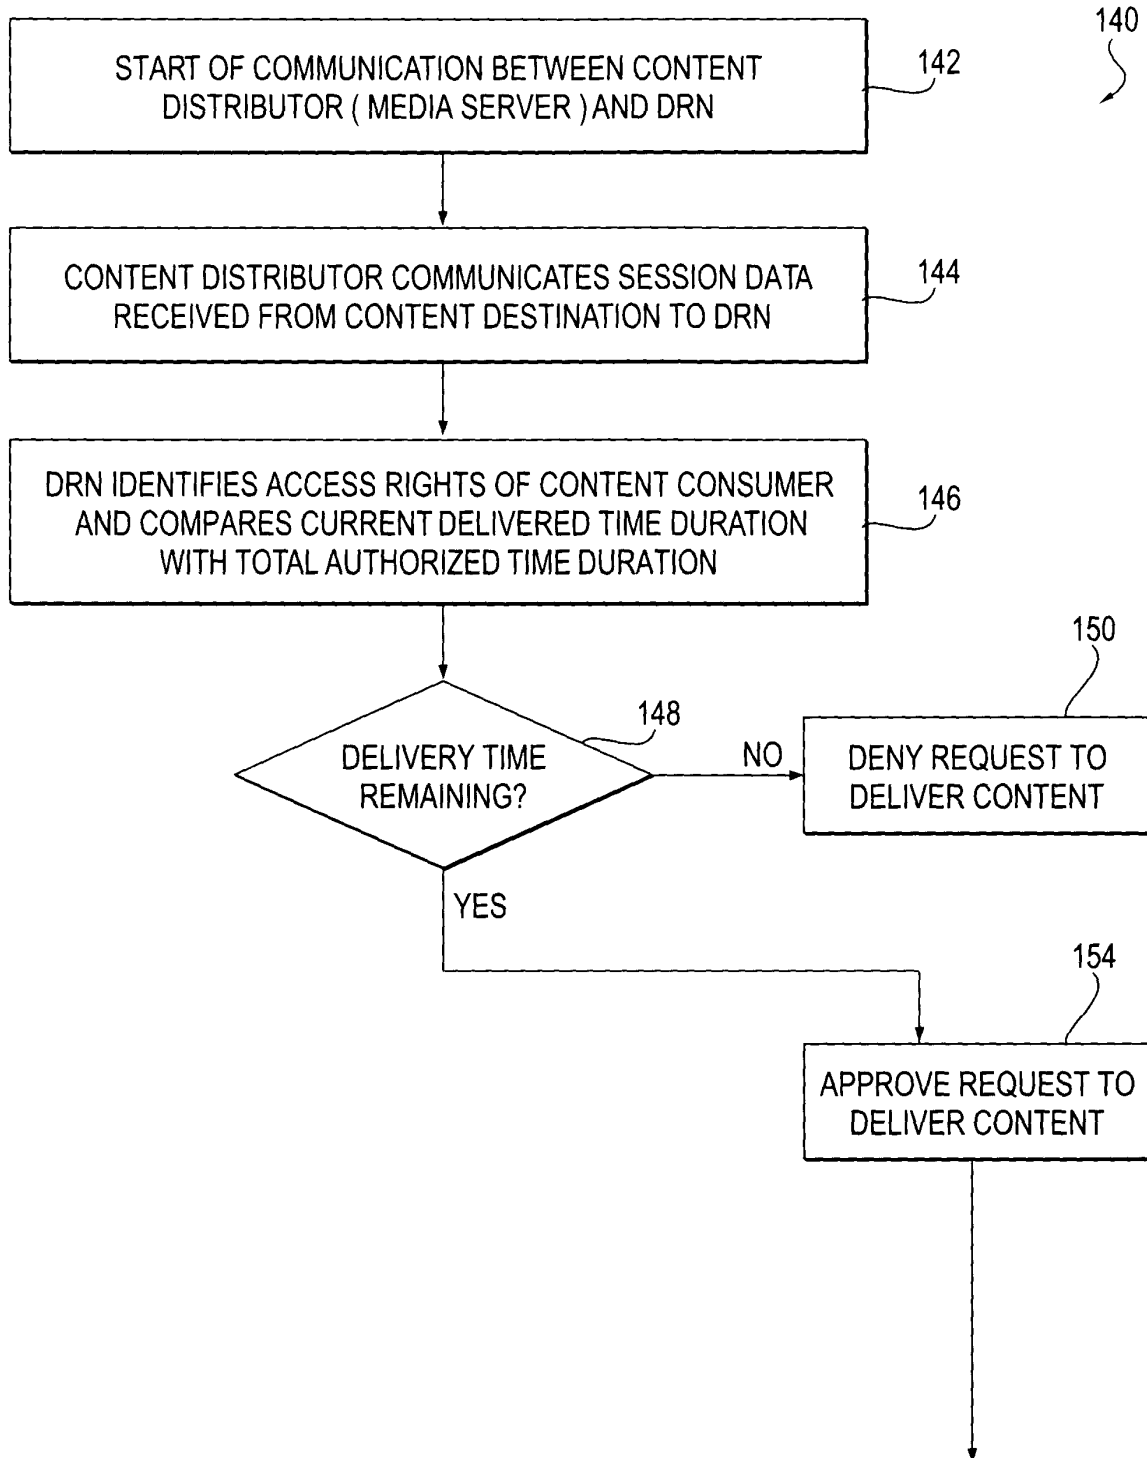 140
START OF COMMUNICATION BETWEEN CONTENT
DISTRIBUTOR ( MEDIA SERVER ) AND DRN
142
CONTENT DISTRIBUTOR COMMUNICATES SESSION DATA
RECEIVED FROM CONTENT DESTINATION TO DRN
144
DRN IDENTIFIES ACCESS RIGHTS OF CONTENT CONSUMER
AND COMPARES CURRENT DELIVERED TIME DURATION
WITH TOTAL AUTHORIZED TIME DURATION
146
DELIVERY TIME
REMAINING?
148
NO
150
DENY REQUEST TO
DELIVER CONTENT
YES
154
APPROVE REQUEST TO
DELIVER CONTENT